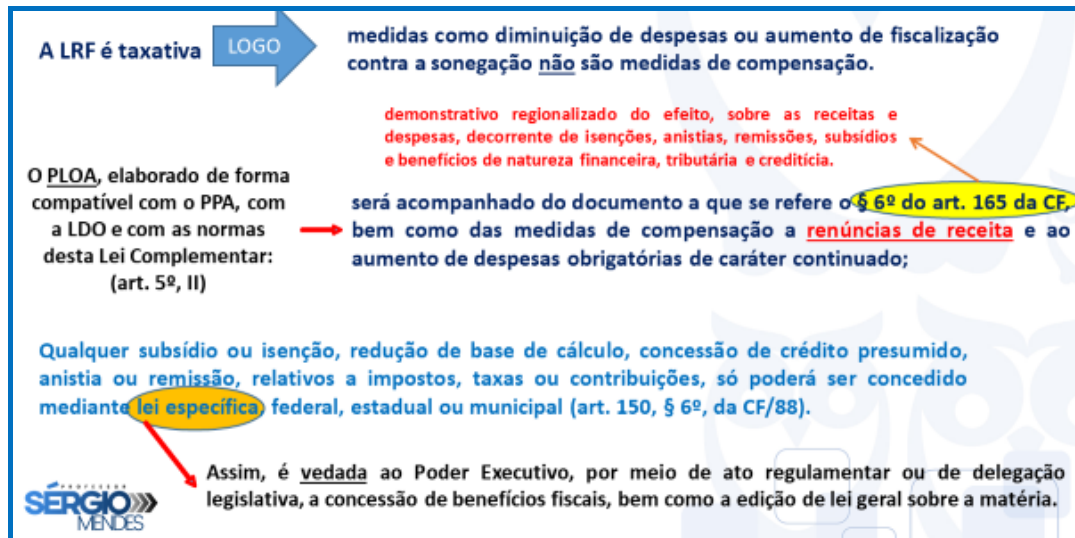 A LRF é taxativa
LOGO
medidas como diminuição de despesas ou aumento de fiscalização
contra a sonegação não são medidas de compensação.
demonstrativo regionalizado do efeito, sobre as receitas e
despesas, decorrente de isenções, anistias, remissões, subsídios
e benefícios de natureza financeira, tributária e creditícia.
O PLOA, elaborado de forma
compatível com o PPA, com
a LDO e com as normas
desta Lei Complementar:
(art. 5º, II)
será acompanhado do documento a que se refere o § 6º do art. 165 da CF,
bem como das medidas de compensação a renúncias de receita e ao
aumento de despesas obrigatórias de caráter continuado;
Qualquer subsídio ou isenção, redução de base de cálculo, concessão de crédito presumido,
anistia ou remissão, relativos a impostos, taxas ou contribuições, só poderá ser concedido
mediante lei específica, federal, estadual ou municipal (art. 150, § 6º, da CF/88).
Assim, é vedada ao Poder Executivo, por meio de ato regulamentar ou de delegação
legislativa, a concessão de benefícios fiscais, bem como a edição de lei geral sobre a matéria.
PROFESSOR
SÉRGIO
MENDES